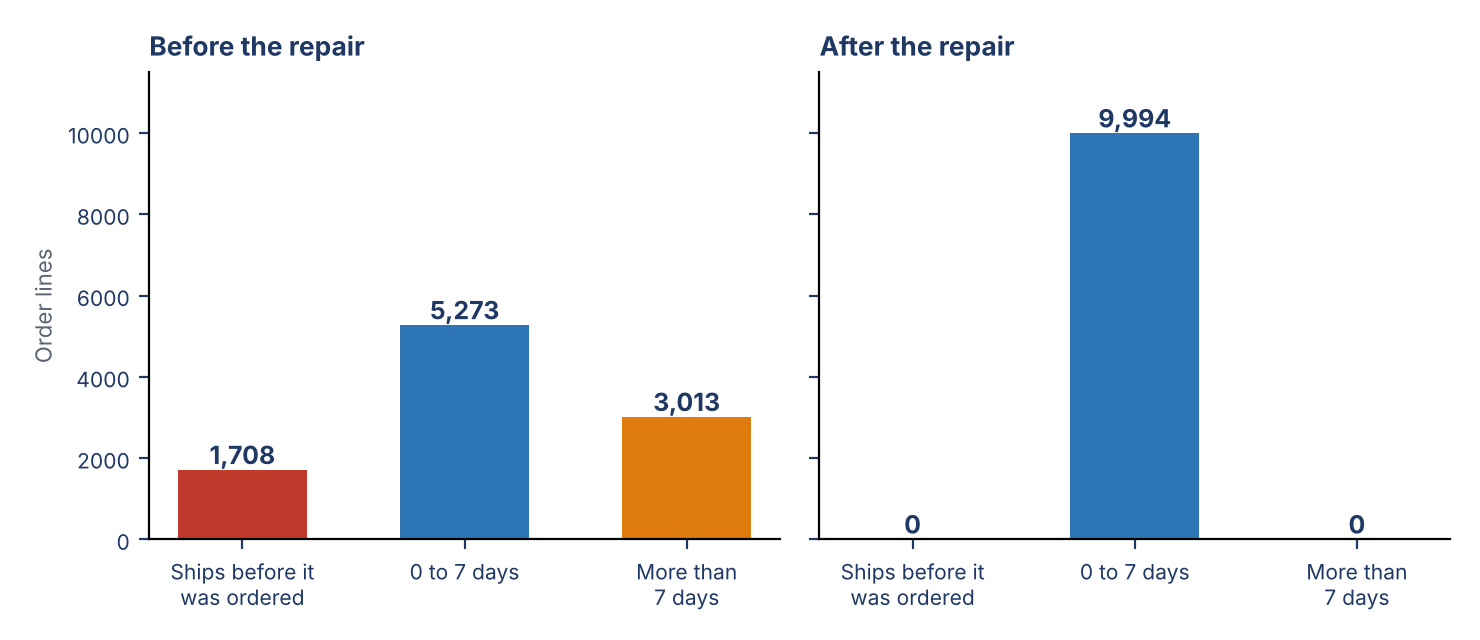 Before the repair
After the repair
Order lines
10000
8000
6000
4000
2000
0
1,708
5,273
3,013
Ships before it
was ordered
0 to 7 days
More than
7 days
0
9,994
0
Ships before it
was ordered
0 to 7 days
More than
7 days